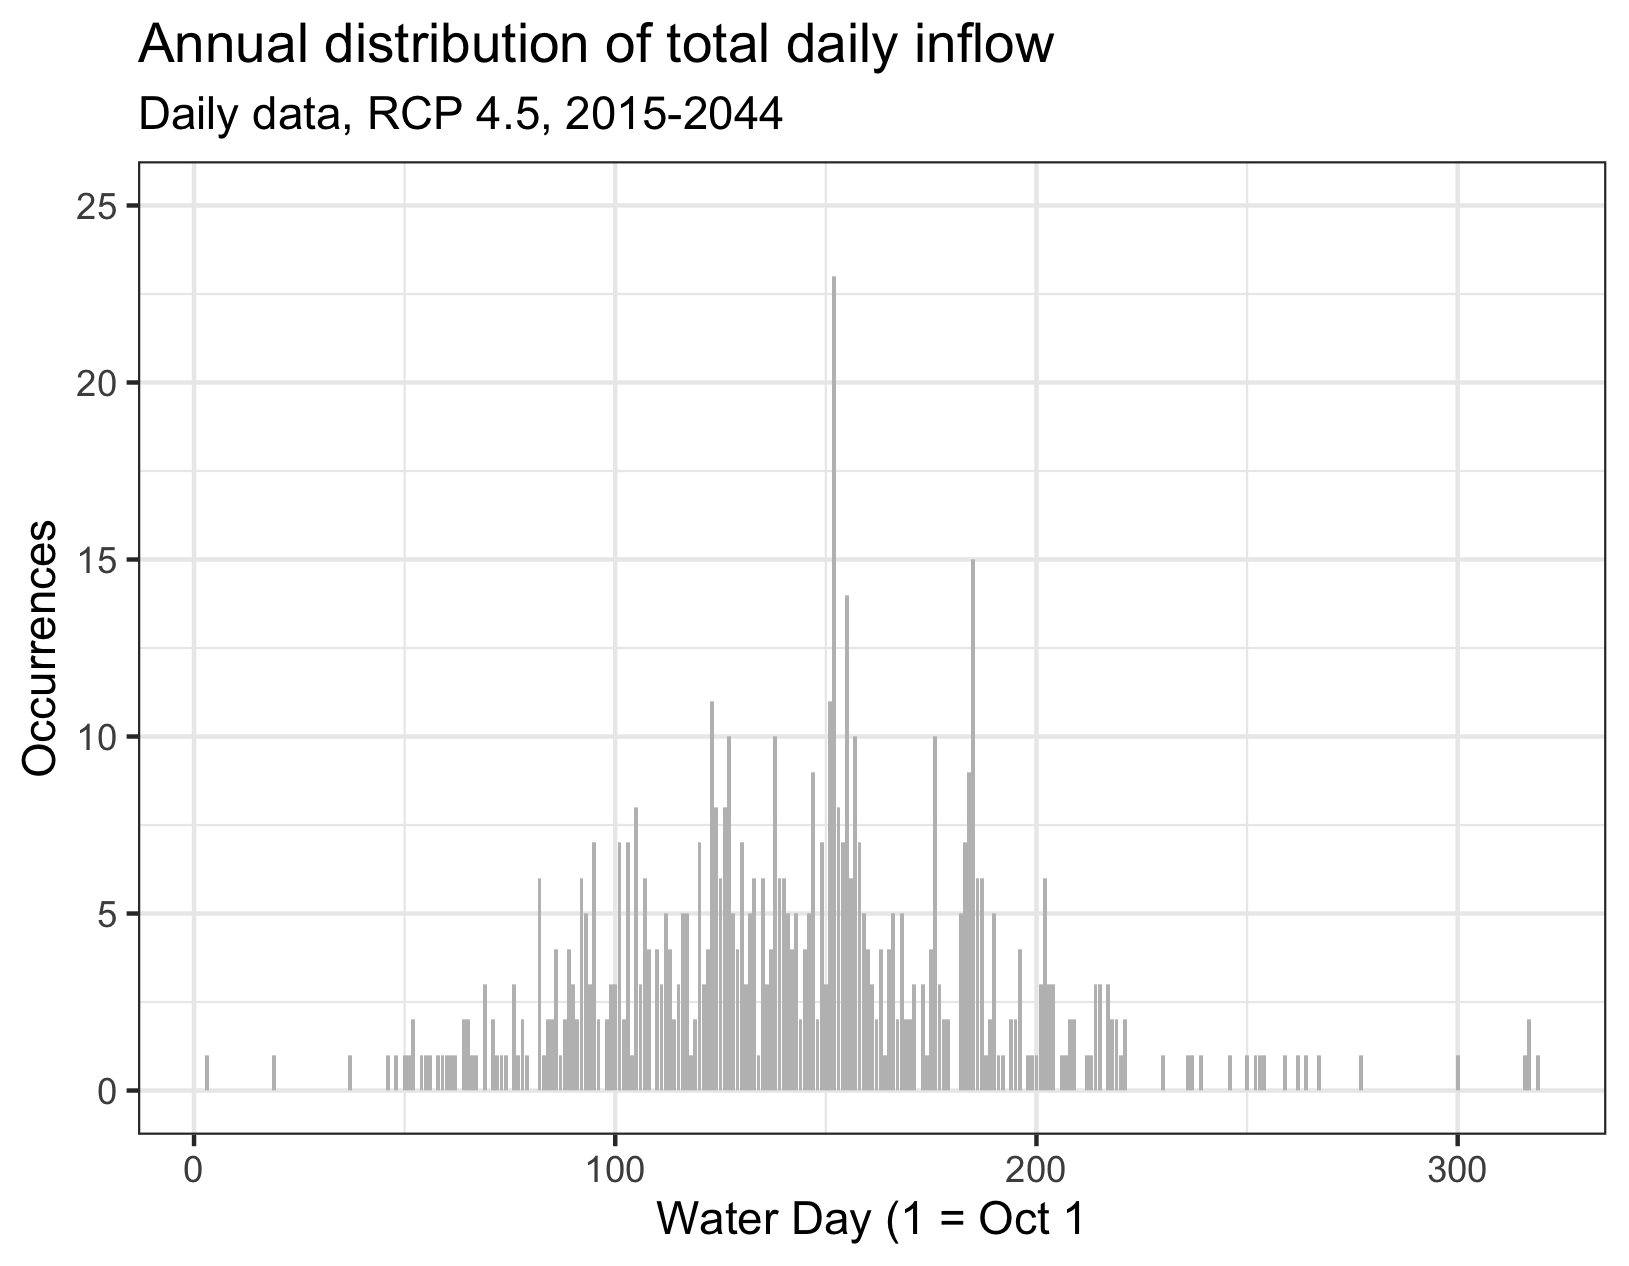 Annual distribution of total daily inflow
Daily data, RCP 4.5, 2015-2044
25
20
15
10
5
0
Occurrences
0 100 200 300
Water Day (1 = Oct 1